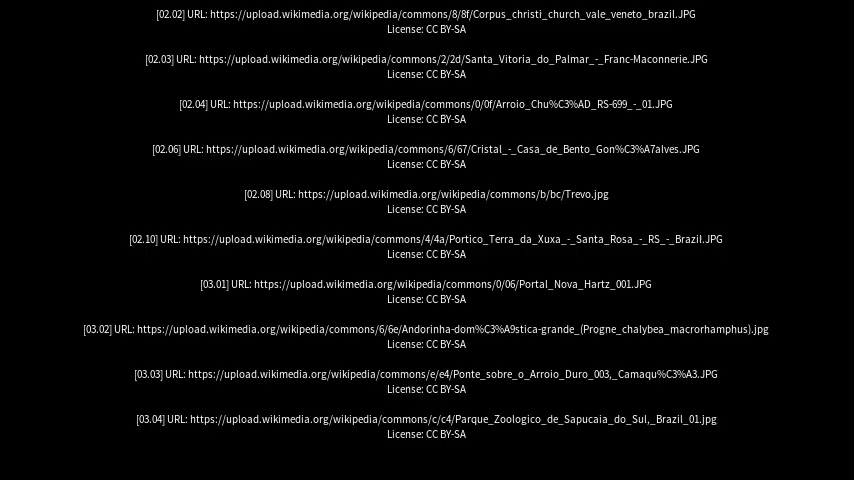 [02.02] URL: https://upload.wikimedia.org/wikipedia/commons/8/8f/Corpus_christi_church_vale_veneto_brazil.JPG
License: CC BY-SA
[02.03] URL: https://upload.wikimedia.org/wikipedia/commons/2/2d/Santa_Vitoria_do_Palmar_-_Franc-Maconnerie.JPG
License: CC BY-SA
[02.04] URL: https://upload.wikimedia.org/wikipedia/commons/0/0f/Arroio_Chu%C3%AD_RS-699_-_01.JPG
License: CC BY-SA
[02.06] URL: https://upload.wikimedia.org/wikipedia/commons/6/67/Cristal_-_Casa_de_Bento_Gon%C3%A7alves.JPG
License: CC BY-SA
[02.08] URL: https://upload.wikimedia.org/wikipedia/commons/b/bc/Trevo.jpg
License: CC BY-SA
[02.10] URL: https://upload.wikimedia.org/wikipedia/commons/4/4a/Portico_Terra_da_Xuxa_-_Santa_Rosa_-_RS_-_Brazil.JPG
License: CC BY-SA
[03.01] URL: https://upload.wikimedia.org/wikipedia/commons/0/06/Portal_Nova_Hartz_001.JPG
License: CC BY-SA
[03.02] URL: https://upload.wikimedia.org/wikipedia/commons/6/6e/Andorinha-dom%C3%A9stica-grande_(Progne_chalybea_macrorhamphus).jpg
License: CC BY-SA
[03.03] URL: https://upload.wikimedia.org/wikipedia/commons/e/e4/Ponte_sobre_o_Arroio_Duro_003,_Camaqu%C3%A3.JPG
License: CC BY-SA
[03.04] URL: https://upload.wikimedia.org/wikipedia/commons/c/c4/Parque_Zoologico_de_Sapucaia_do_Sul,_Brazil_01.jpg
License: CC BY-SA